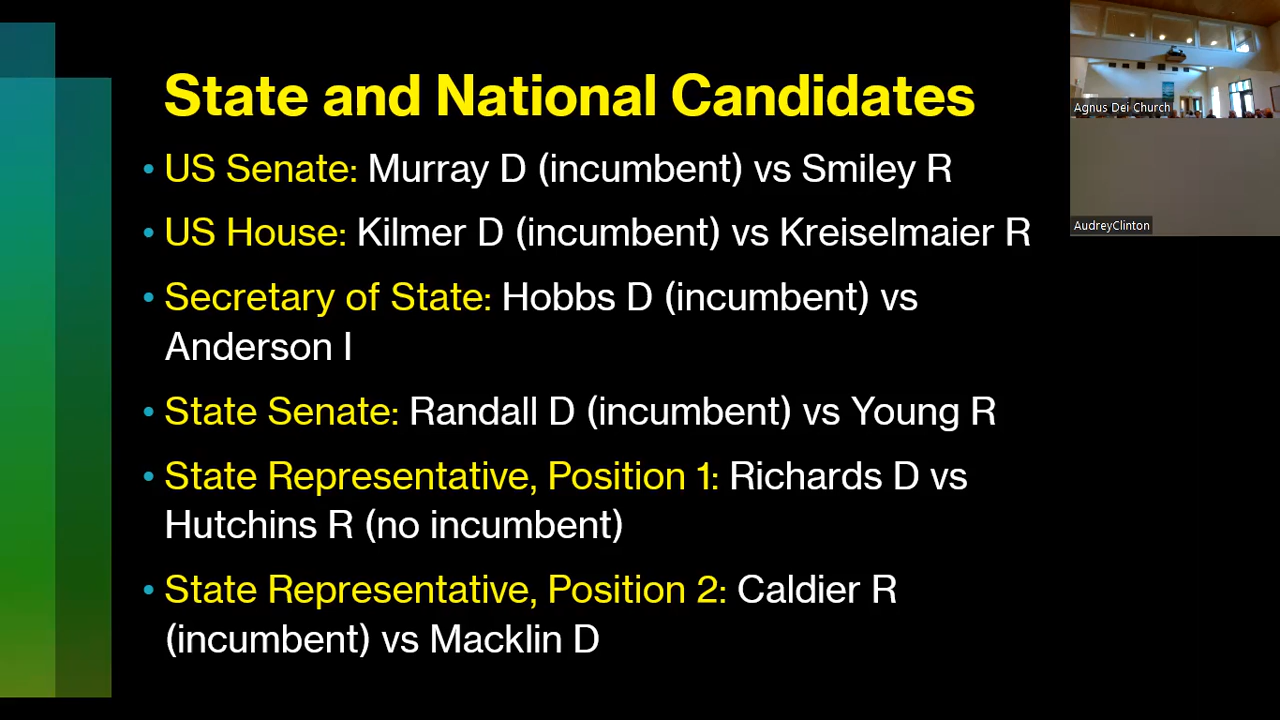 State and National Candidates
• US Senate: Murray D (incumbent) vs Smiley R
• US House: Kilmer D (incumbent) vs Kreiselmaier R
• Secretary of State: Hobbs D (incumbent) vs
Anderson I
• State Senate: Randall D (incumbent) vs Young R
• State Representative, Position 1: Richards D vs
Hutchins R (no incumbent)
• State Representative, Position 2: Caldier R
(incumbent) vs Macklin D
Agnus Dei Church
AudreyClinton